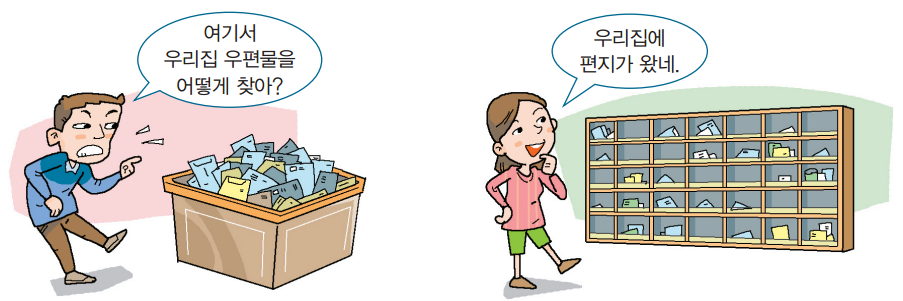 여기서
우리집 우편물을
어떻게 찾아?
우리집에
편지가 왔네.